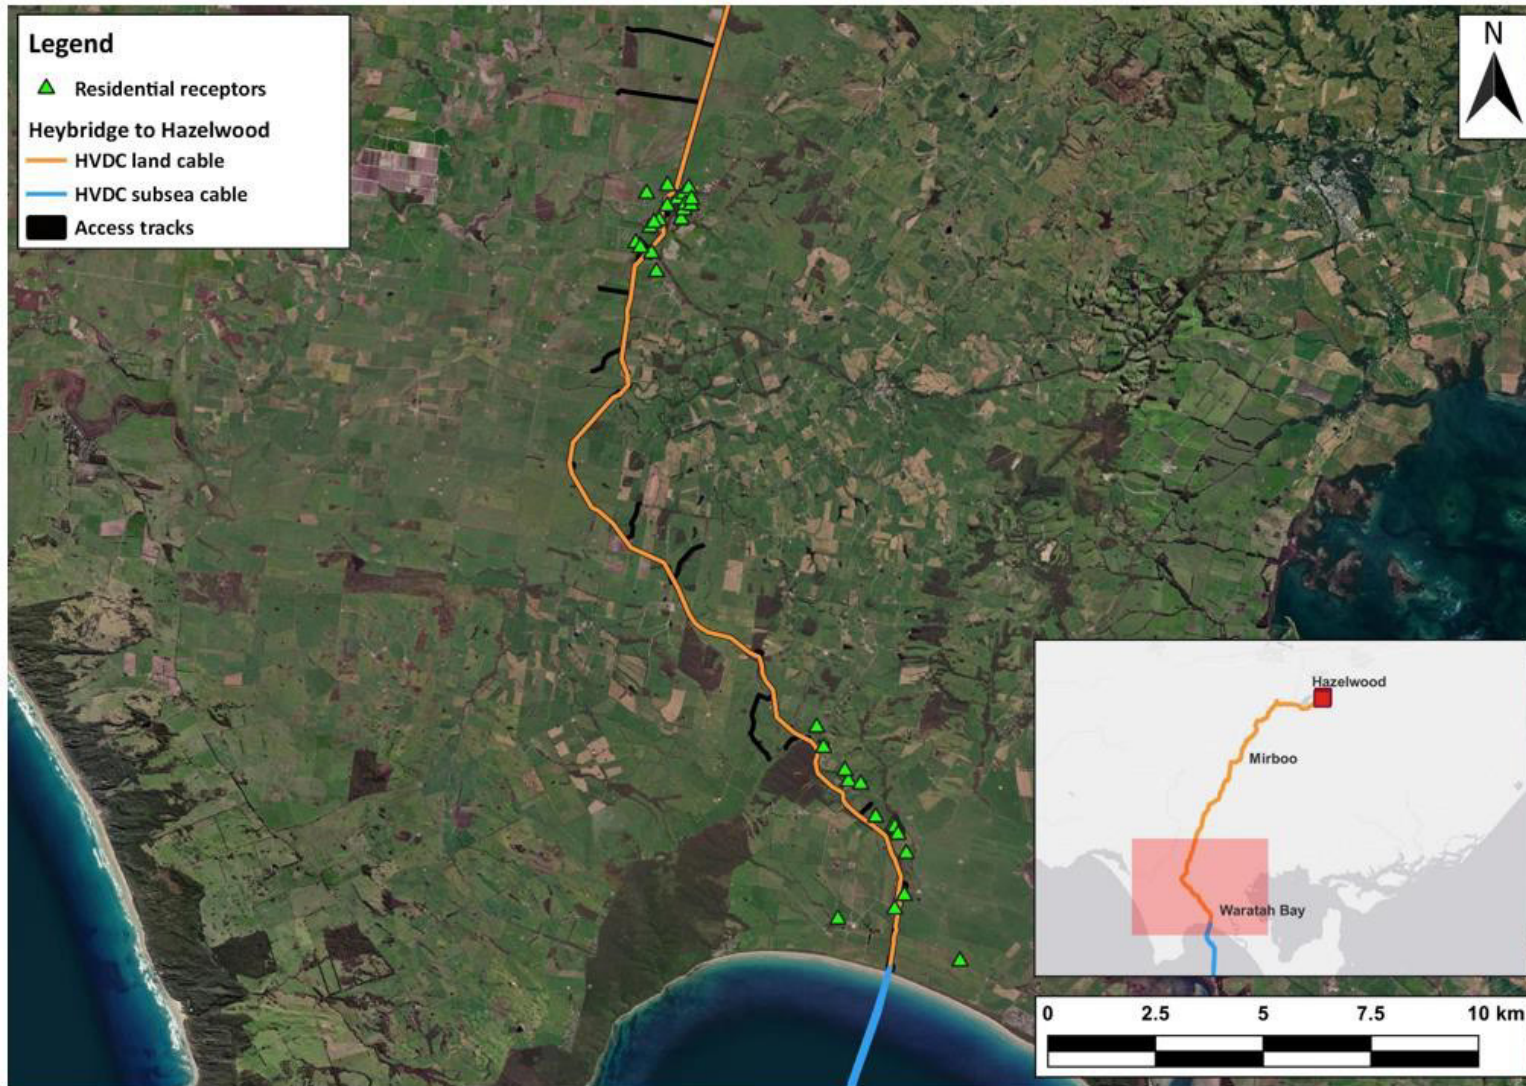 Legend
Residential receptors
Heybridge to Hazelwood
HVDC land cable
HVDC subsea cable
Access tracks
N
Hazelwood
Mirboo
Waratah Bay
0 2.5 5 7.5 10 km